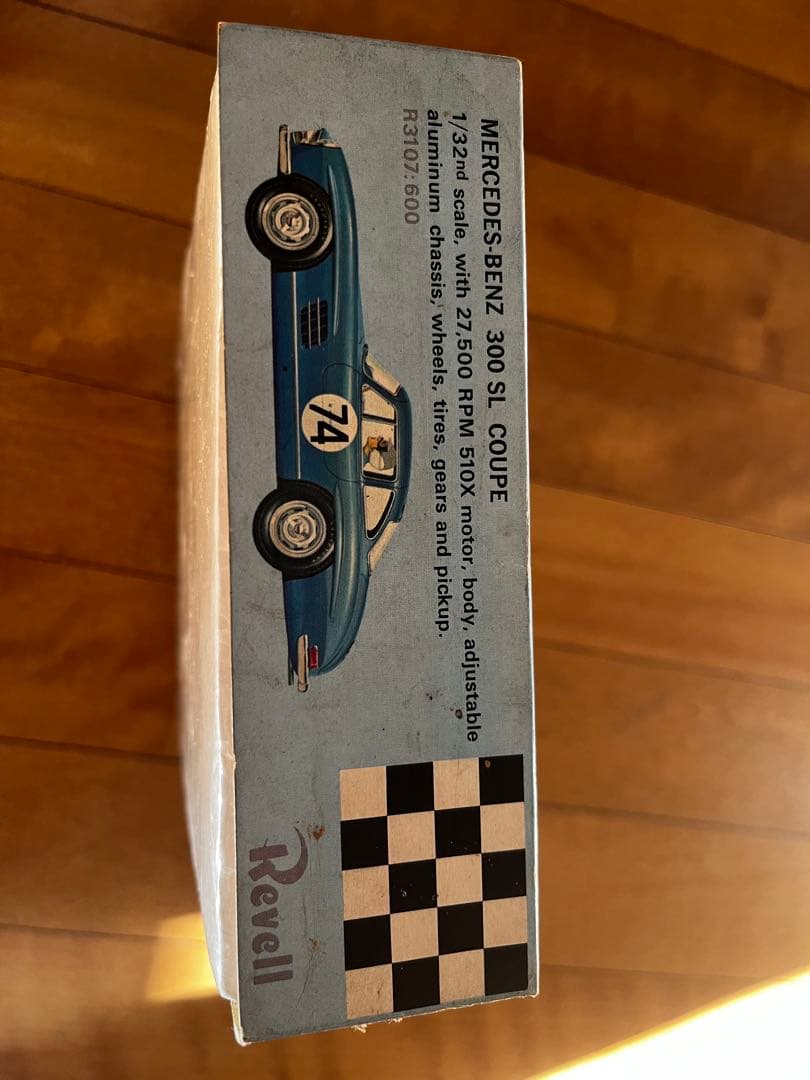 MERCEDES-BENZ 300 SL COUPE
1/32nd scale, with 27,500 RPM 510X motor, body, adjustable
aluminum chassis, wheels, tires, gears and pickup.
R3107:600
74
Revell